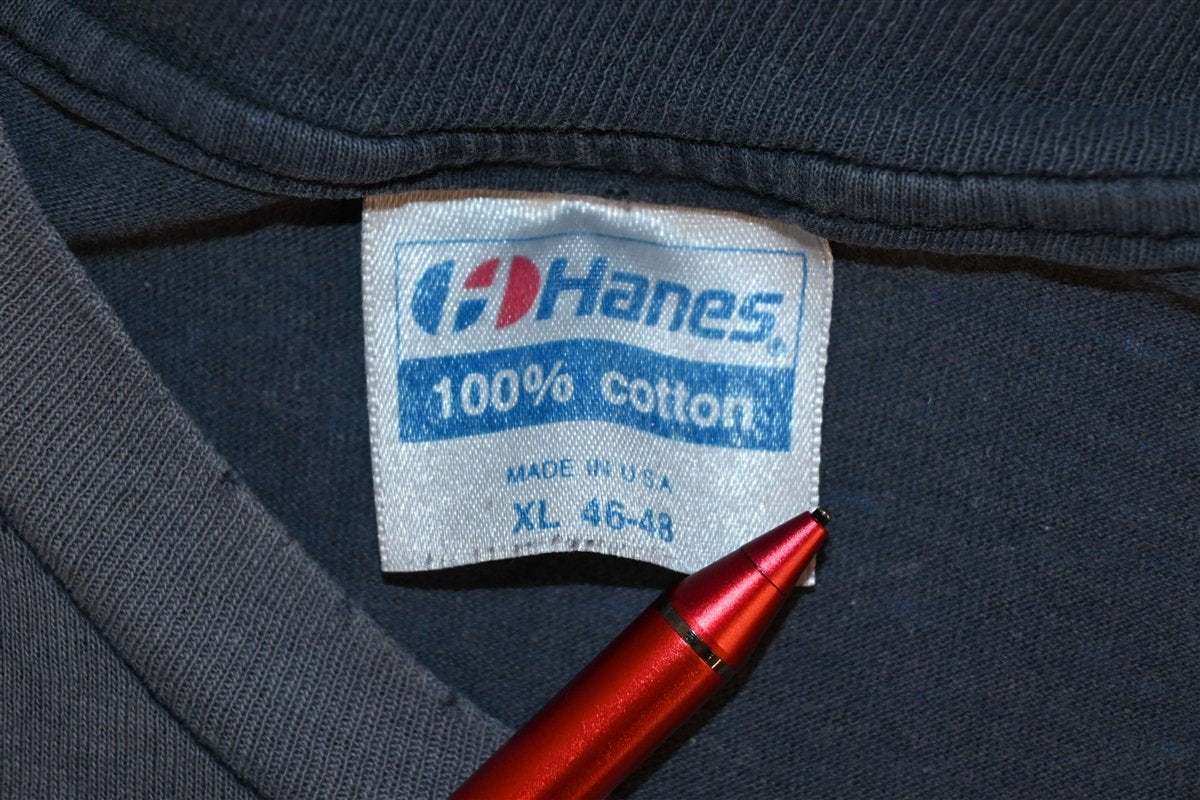 Hanes®
100% cotton.
MADE IN USA
XL 46-48